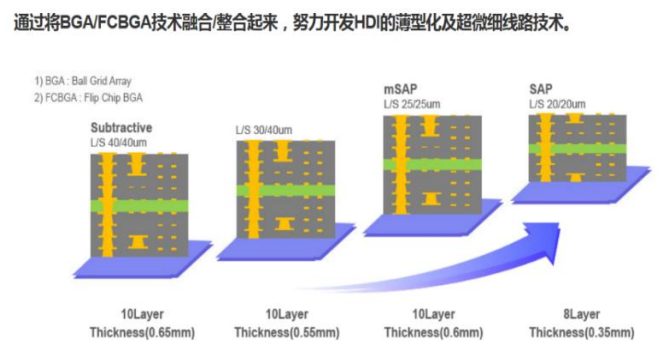 通过将BGA/FCBGA技术融合/整合起来，努力开发HDI的薄型化及超微细线路技术。
1) BGA : Ball Grid Array
2) FCBGA : Flip Chip BGA
Subtractive
L/S 40/40um
L/S 30/40um
mSAP
L/S 25/25um
SAP
L/S 20/20um
10Layer
Thickness(0.65mm)
10Layer
Thickness(0.55mm)
10Layer
Thickness(0.6mm)
8Layer
Thickness(0.35mm)